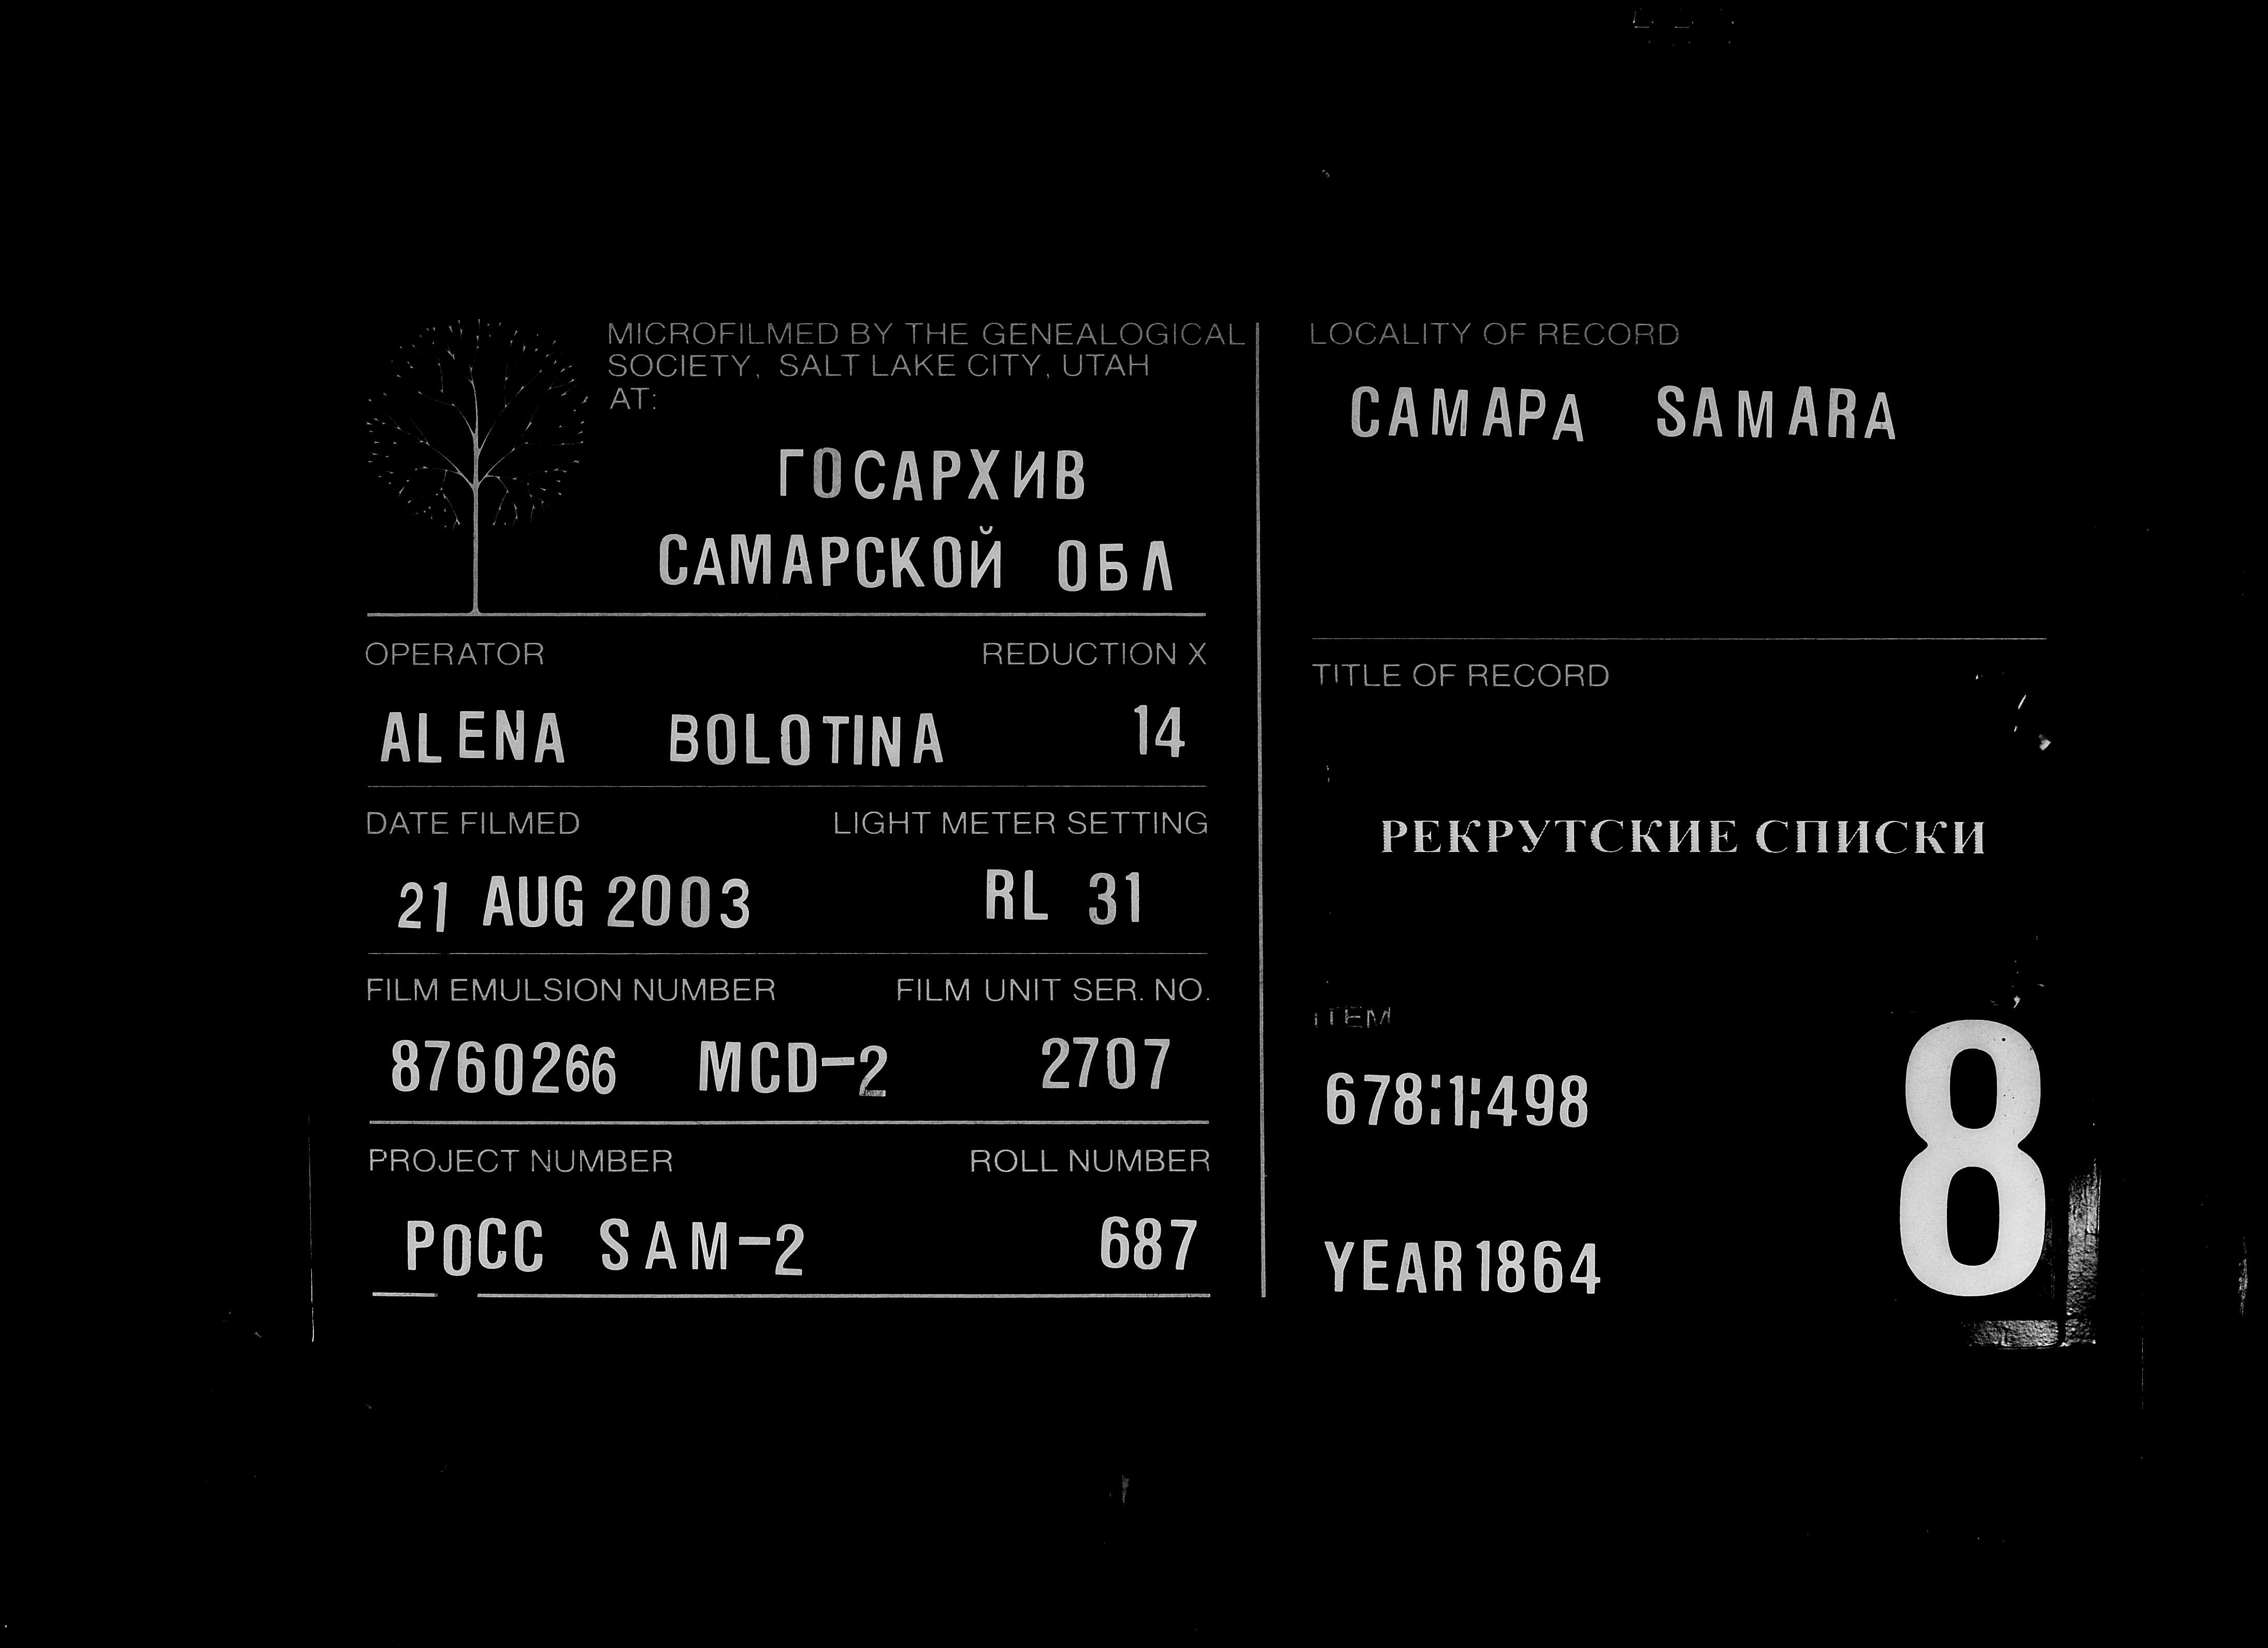 MICROFILMED BY THE GENEALOGICAL
SOCIETY, SALT LAKE CITY, UTAH
AT:
ГОСАРХИВ
САМАРСКОЙ ОБЛ
OPERATOR REDUCTION X
ALENA BOLOTINA 14
DATE FILMED LIGHT METER SETTING
21 AUG 2003 RL 31
FILM EMULSION NUMBER FILM UNIT SER. NO.
8760266 MCD-2 2707
PROJECT NUMBER ROLL NUMBER
РОСС SAM-2 687
LOCALITY OF RECORD
САМАРА SAMARA
TITLE OF RECORD
РЕКРУТСКИЕ СПИСКИ
ITEM
678:1:498
8
YEAR 1864